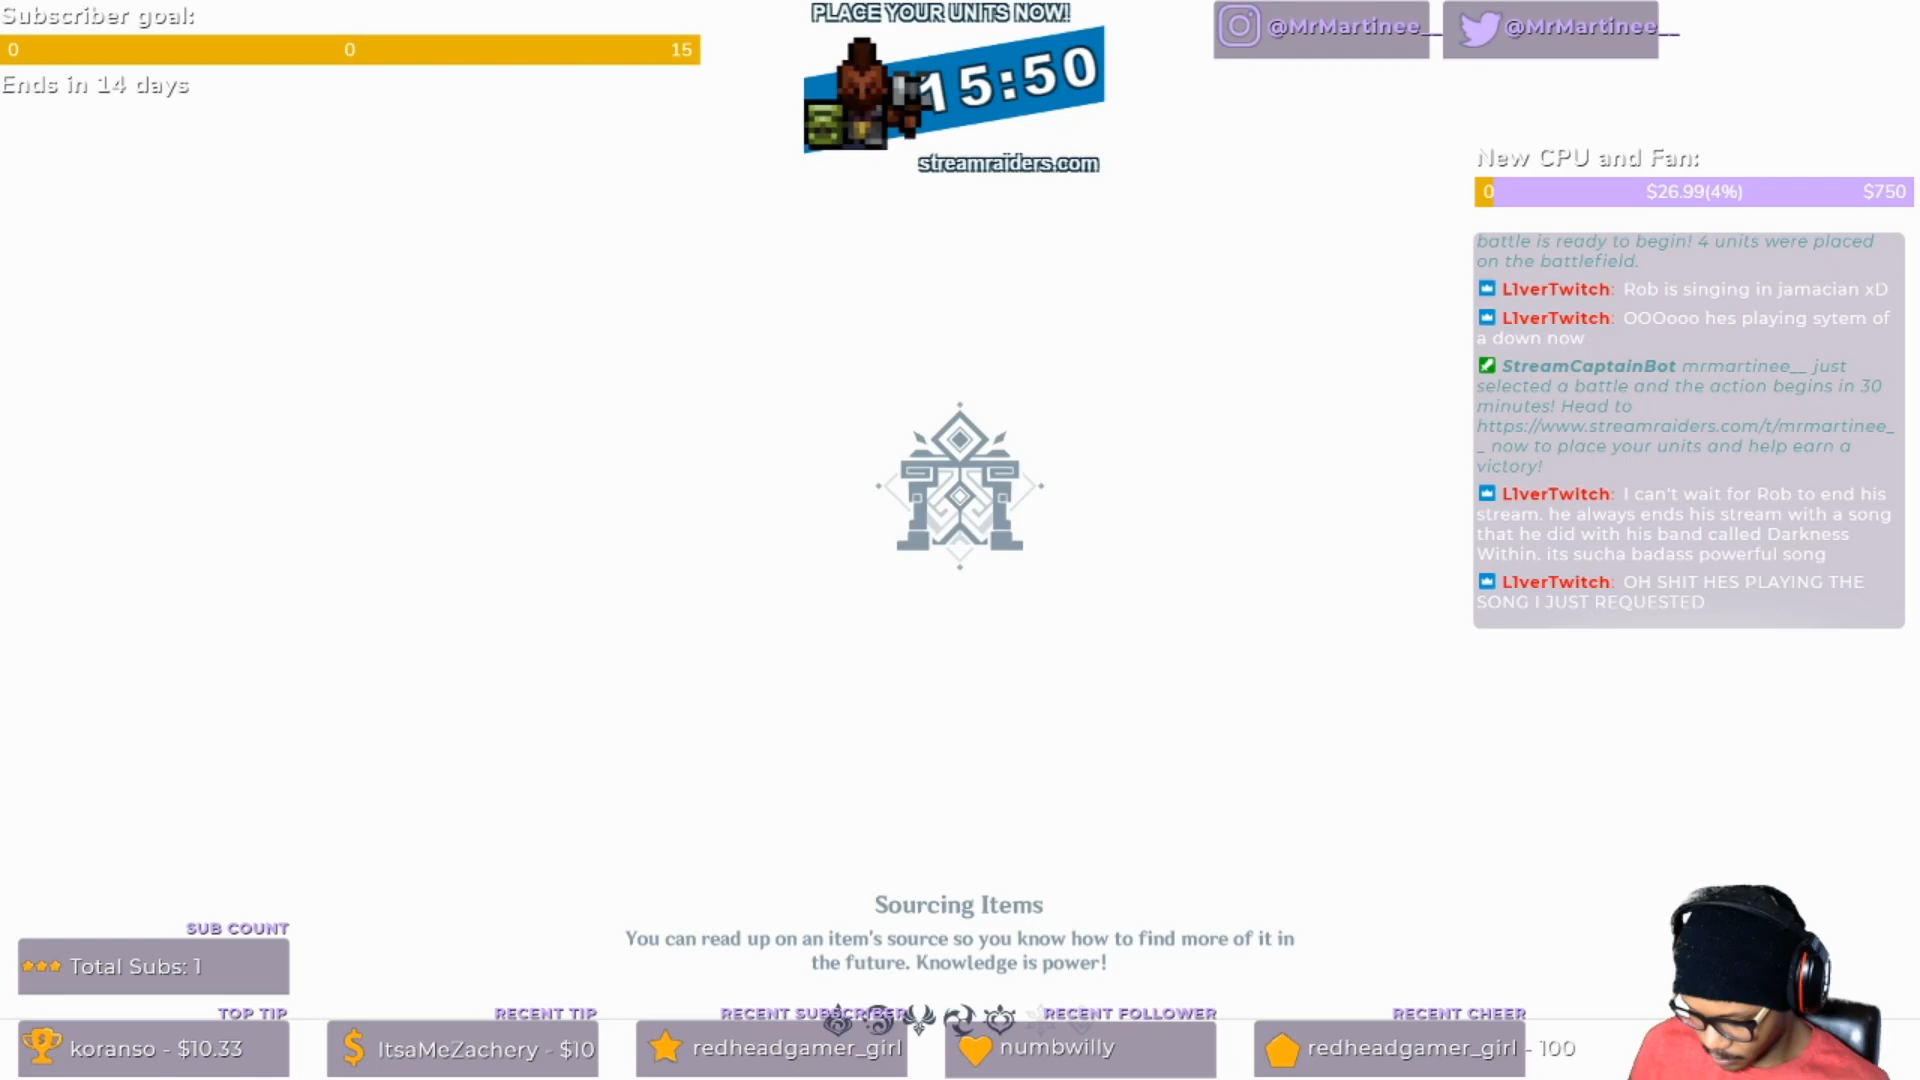 Subscriber goal:
0 0 15
Ends in 14 days
PLACE YOUR UNITS NOW!
15:50
streamraiders.com
@MrMartinee__
@MrMartinee__
New CPU and Fan:
0 $26.99(4%) $750
battle is ready to begin! 4 units were placed
on the battlefield.
L1verTwitch: Rob is singing in jamacian xD
L1verTwitch: OOOooo hes playing sytem of
a down now
StreamCaptainBot mrmartinee__ just
selected a battle and the action begins in 30
minutes! Head to
https://www.streamraiders.com/t/mrmartinee_
_ now to place your units and help earn a
victory!
L1verTwitch: I can't wait for Rob to end his
stream. he always ends his stream with a song
that he did with his band called Darkness
Within. its sucha badass powerful song
L1verTwitch: OH SHIT HES PLAYING THE
SONG I JUST REQUESTED
Sourcing Items
You can read up on an item's source so you know how to find more of it in
the future. Knowledge is power!
SUB COUNT
Total Subs: 1
TOP TIP
koranso - $10.33
RECENT TIP
ItsaMeZachery - $10
RECENT SUBSCRIBER
redheadgamer_girl
RECENT FOLLOWER
numbwilly
RECENT CHEER
redheadgamer_girl - 100